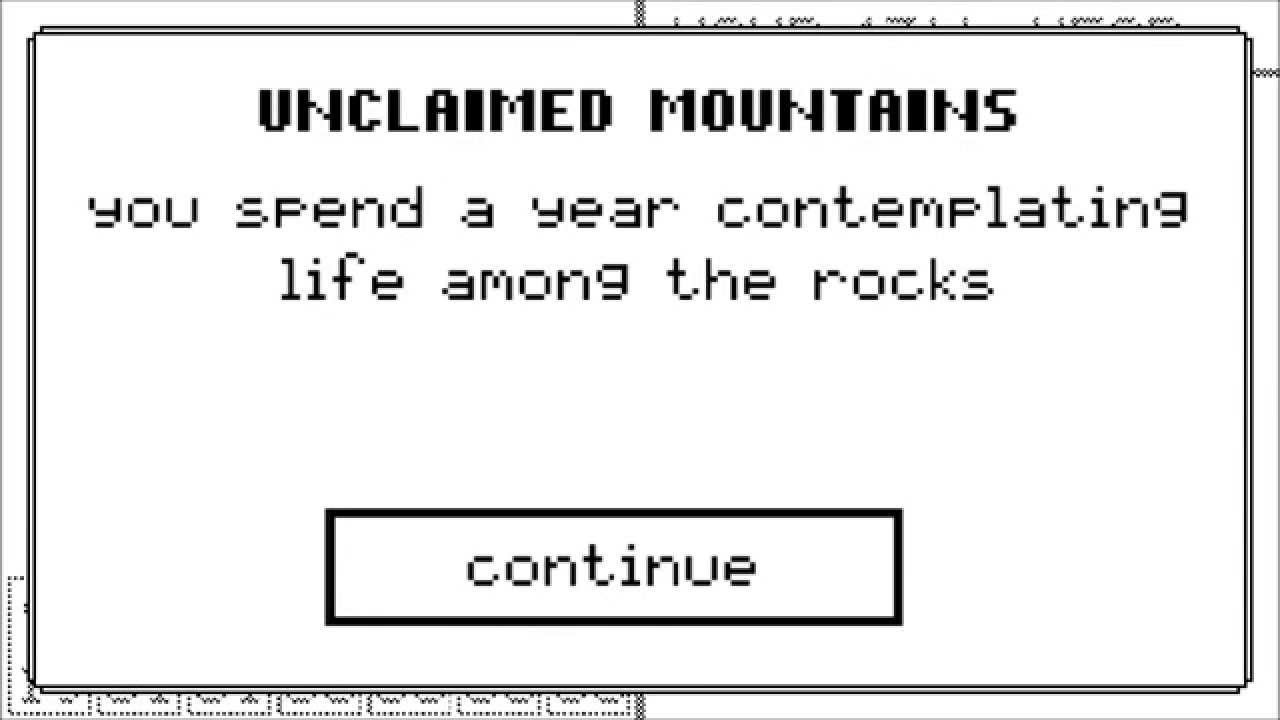 UNCLAIMED MOUNTAINS
you spend a year contemplating
life among the rocks
continue